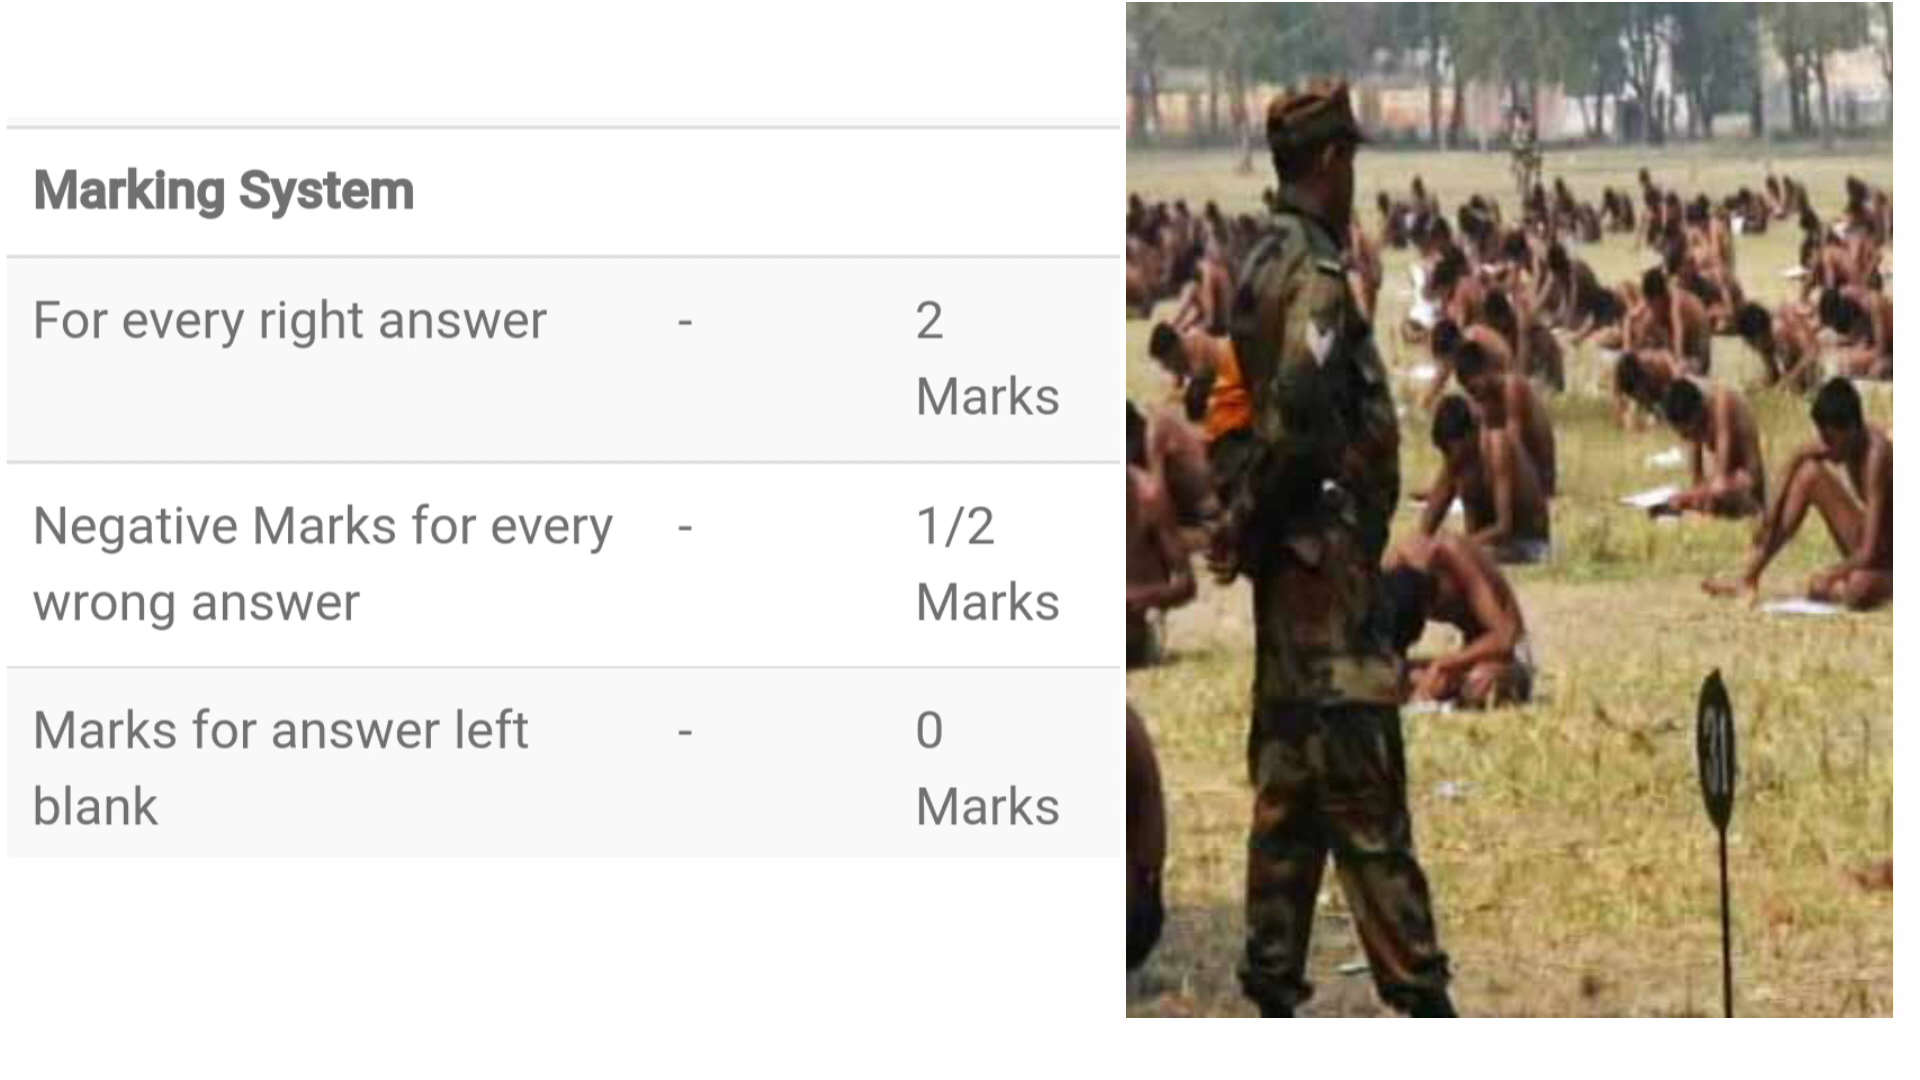 Marking System
For every right answer - 2
Marks
Negative Marks for every - 1/2
wrong answer Marks
Marks for answer left - 0
blank Marks